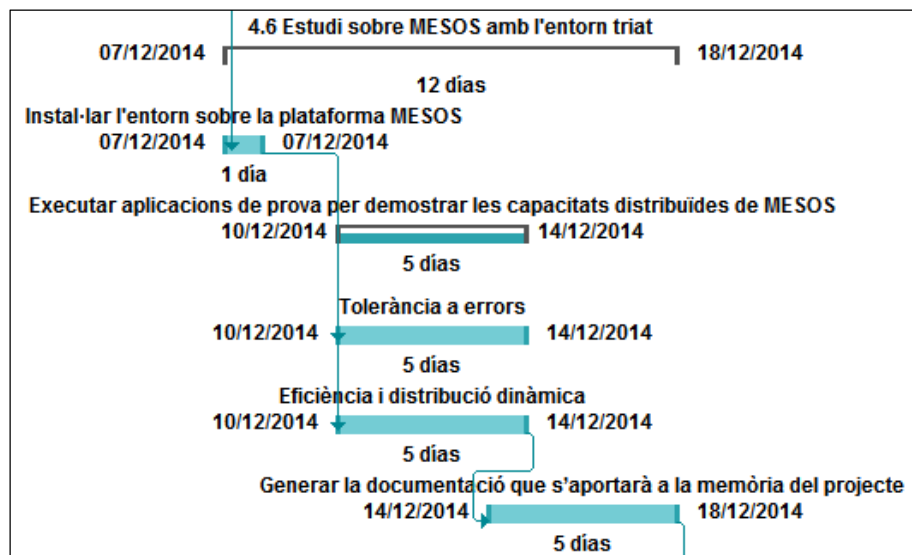 4.6 Estudi sobre MESOS amb l'entorn triat
07/12/2014 18/12/2014
12 días
Instal·lar l'entorn sobre la plataforma MESOS
07/12/2014 07/12/2014
1 día
Executar aplicacions de prova per demostrar les capacitats distribuïdes de MESOS
10/12/2014 14/12/2014
5 días
Tolerància a errors
10/12/2014 14/12/2014
5 días
Eficiència i distribució dinàmica
10/12/2014 14/12/2014
5 días
Generar la documentació que s'aportarà a la memòria del projecte
14/12/2014 18/12/2014
5 días